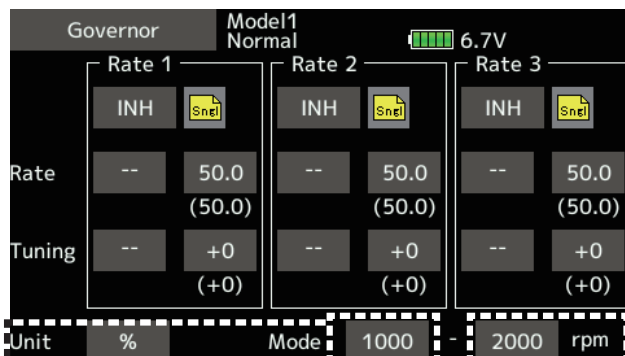 Governor Model1
Normal 6.7V
Rate 1 Rate 2 Rate 3
INH Sngl INH Sngl INH Sngl
Rate -- 50.0 -- 50.0 -- 50.0
(50.0) (50.0) (50.0)
Tuning -- +0 -- +0 -- +0
(+0) (+0) (+0)
Unit % Mode 1000 - 2000 rpm